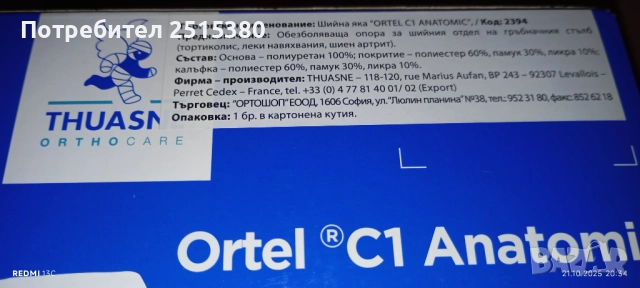 Потребител 2515380
нование: Шийна яка "ORTEL C1 ANATOMIC", / Код: 2394
Обезболяваща опора за шийния отдел на гръбначния стълб
(тортиколис, леки навяхвания, шиен артрит).
Състав: Основа – полиуретан 100%; покритие – полиестер 60%, памук 30%, ликра 10%;
калъфка – полиестер 60%, памук 30%, ликра 10%.
Фирма – производител: THUASNE – 118-120, rue Marius Aufan, BP 243 – 92307 Levallois –
Perret Cedex – France, tel. +33 (0) 4 77 81 40 01/ 02 (Export)
Търговец: "ОРТОШОП" ЕООД, 1606 София, ул. "Люлин планина" №38, тел.: 952 31 80, факс: 852 62 18
Опаковка: 1 бр. в картонена кутия.
THUASNE
ORTHOCARE
Ortel ®C1 Anatomi
REDMI 13C
BAZAR
21.10.2025 20:34